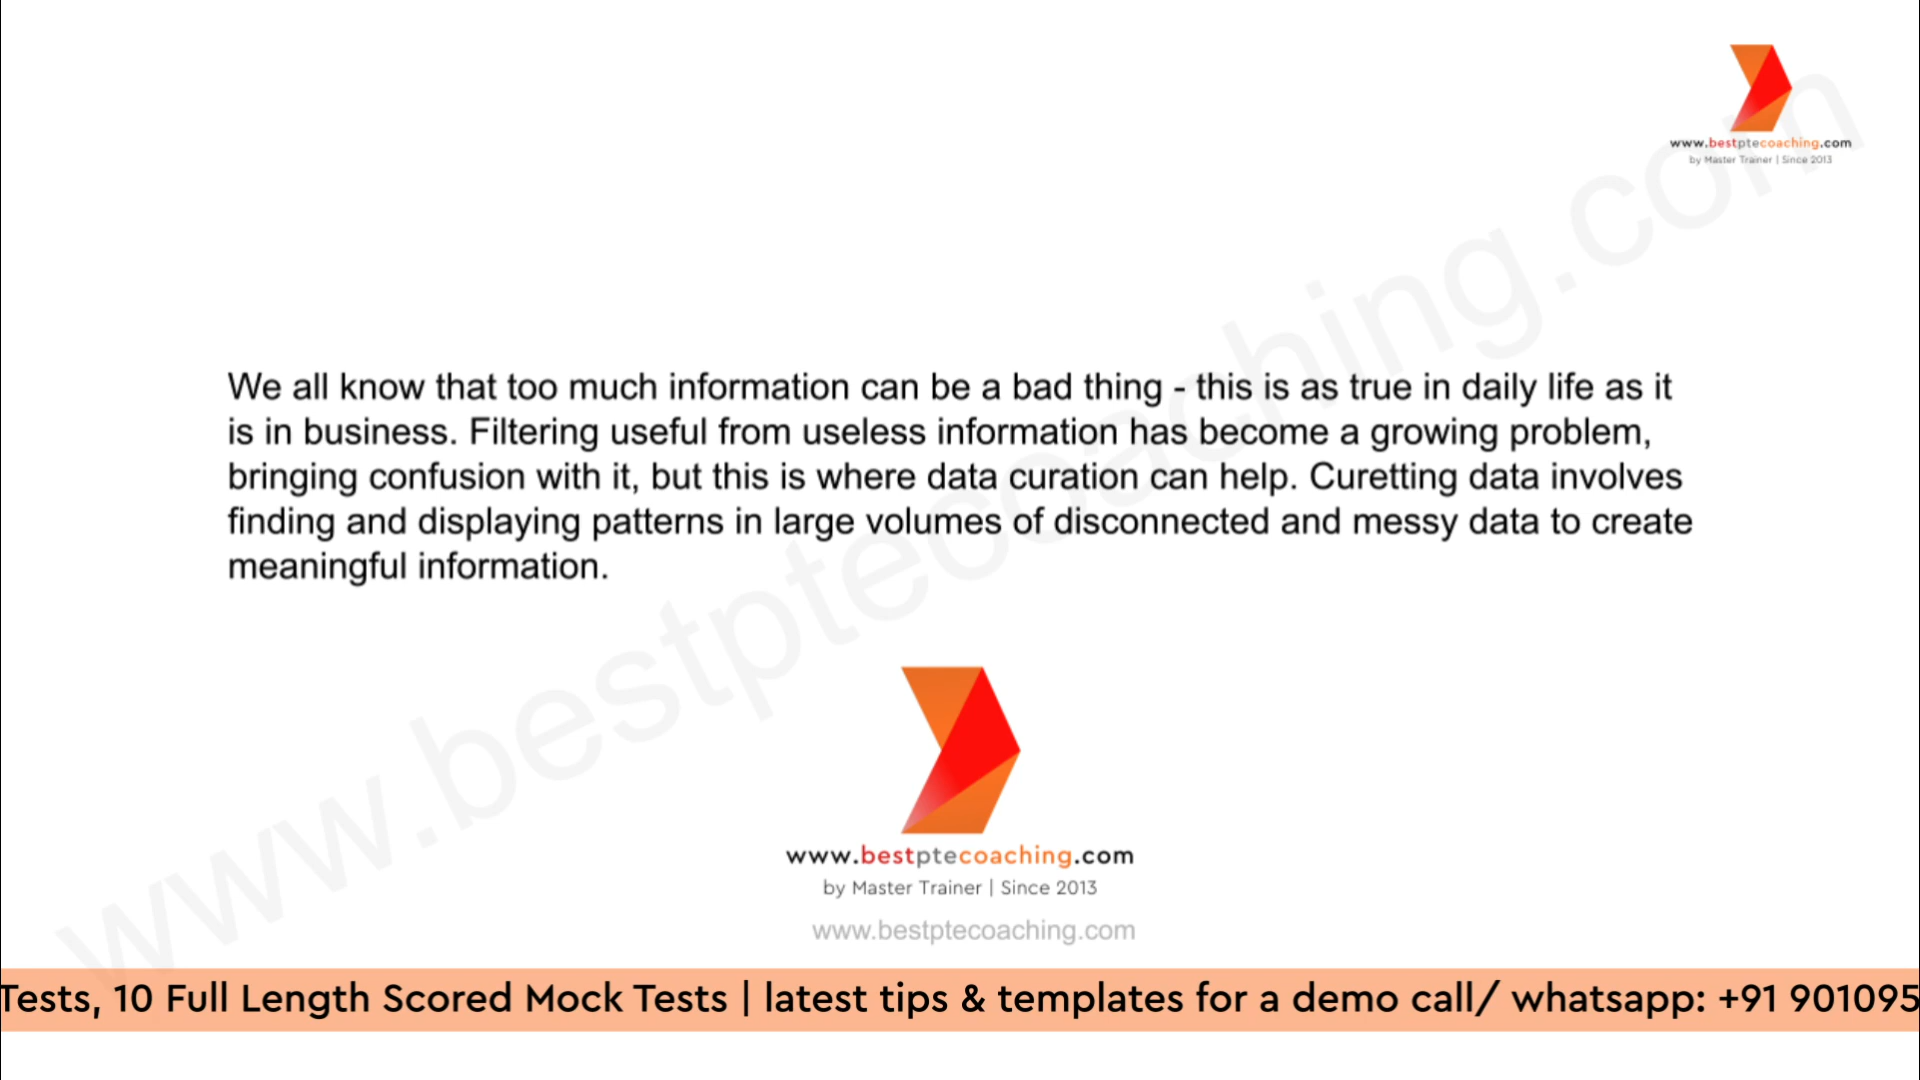 www.bestptecoaching.com
by Master Trainer | Since 2013
We all know that too much information can be a bad thing - this is as true in daily life as it
is in business. Filtering useful from useless information has become a growing problem,
bringing confusion with it, but this is where data curation can help. Curetting data involves
finding and displaying patterns in large volumes of disconnected and messy data to create
meaningful information.
www.bestptecoaching.com
www.bestptecoaching.com
by Master Trainer | Since 2013
www.bestptecoaching.com
Tests, 10 Full Length Scored Mock Tests | latest tips & templates for a demo call/ whatsapp: +91 901095